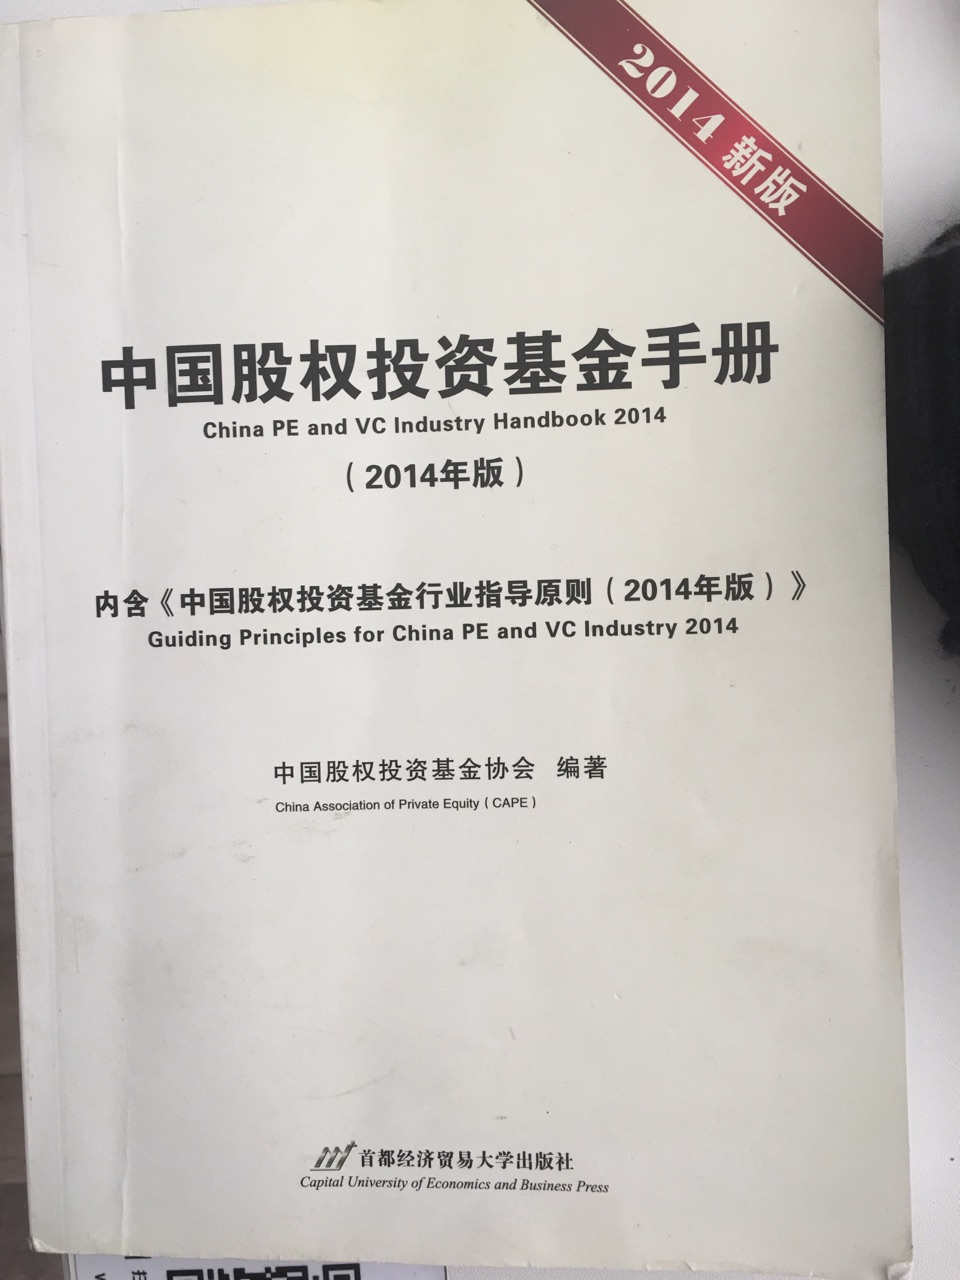 2014 新版
中国股权投资基金手册
China PE and VC Industry Handbook 2014
（2014年版）
内含《中国股权投资基金行业指导原则（2014年版）》
Guiding Principles for China PE and VC Industry 2014
中国股权投资基金协会 编著
China Association of Private Equity（CAPE）
首都经济贸易大学出版社
Capital University of Economics and Business Press